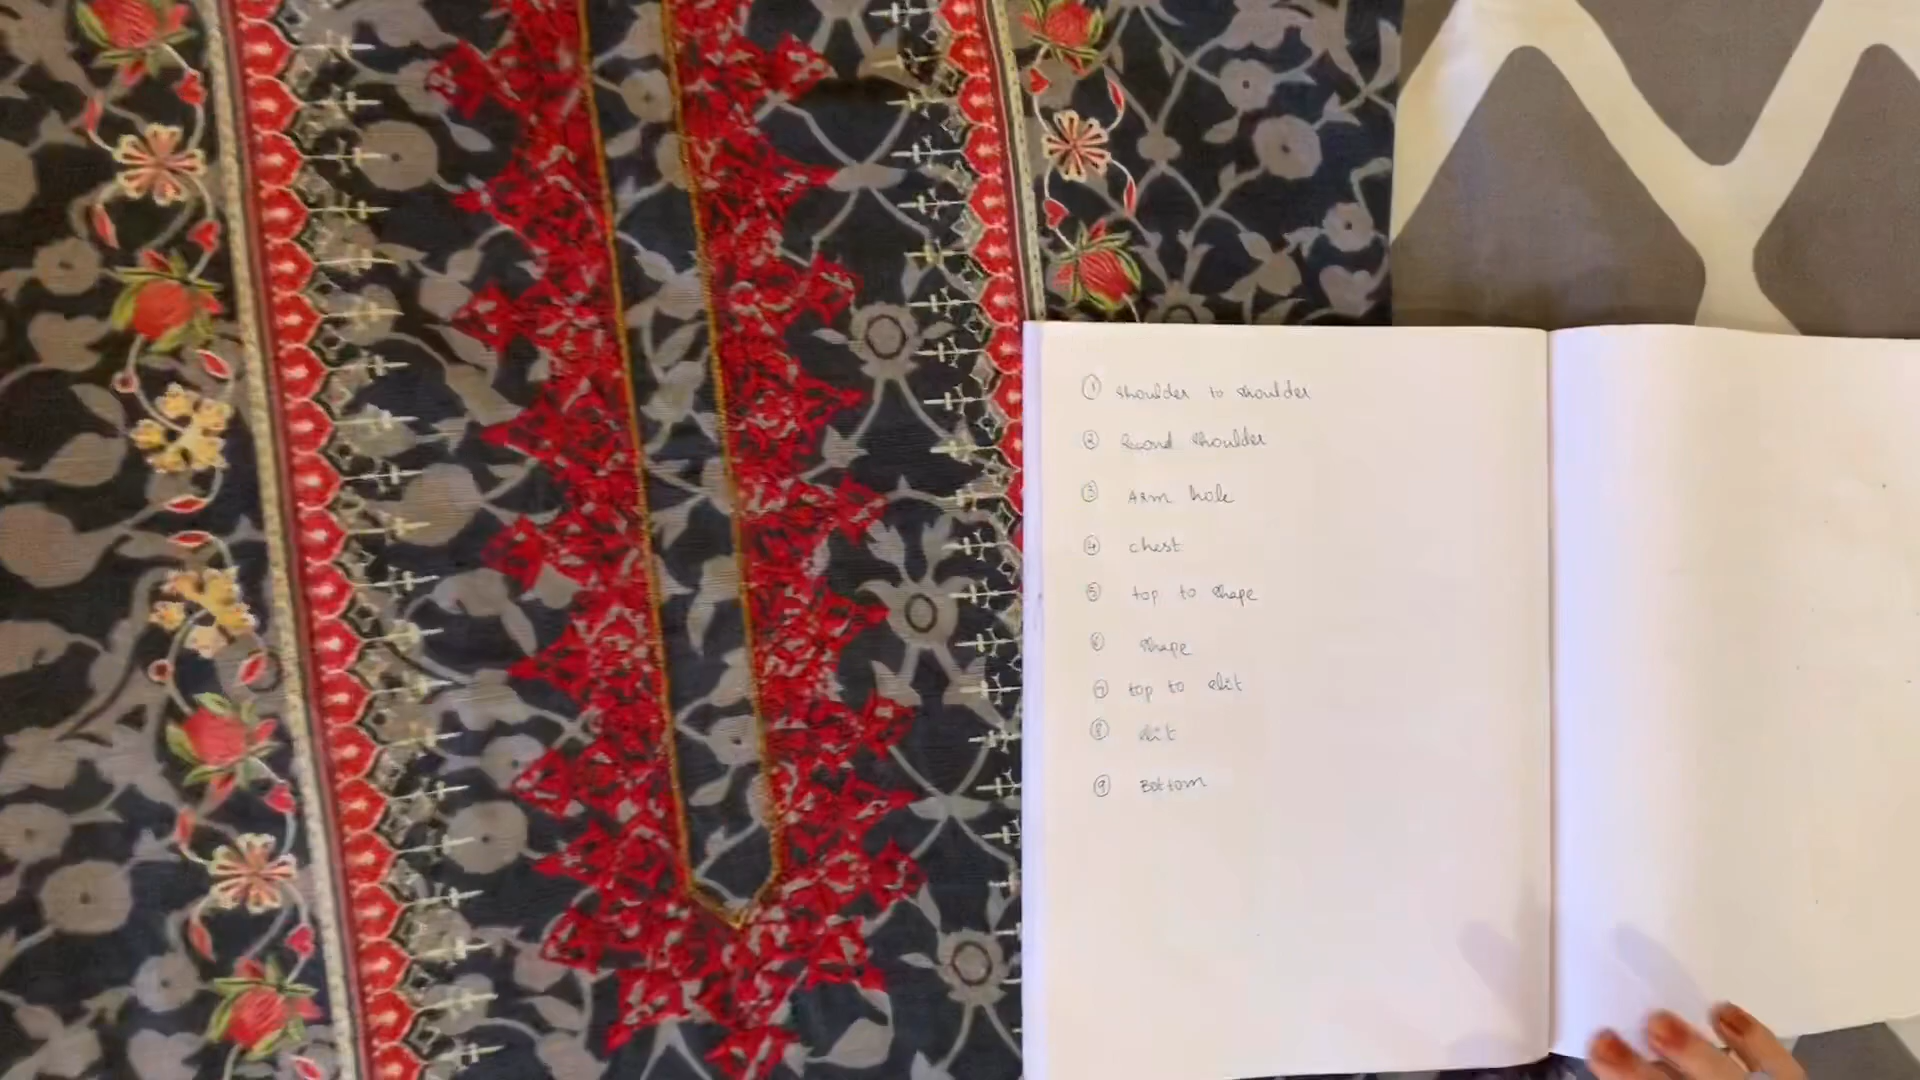 ① shoulder to shoulder
② Second shoulder
③ Arm hole
④ chest
⑤ top to shape
⑥ shape
⑦ top to slit
⑧ slit
⑨ Bottom